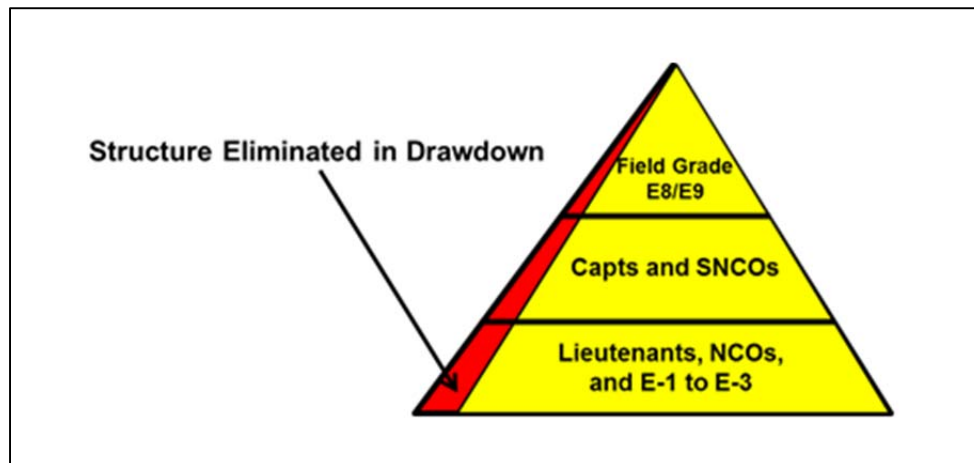 Structure Eliminated in Drawdown
Field Grade
E8/E9
Capts and SNCOs
Lieutenants, NCOs,
and E-1 to E-3